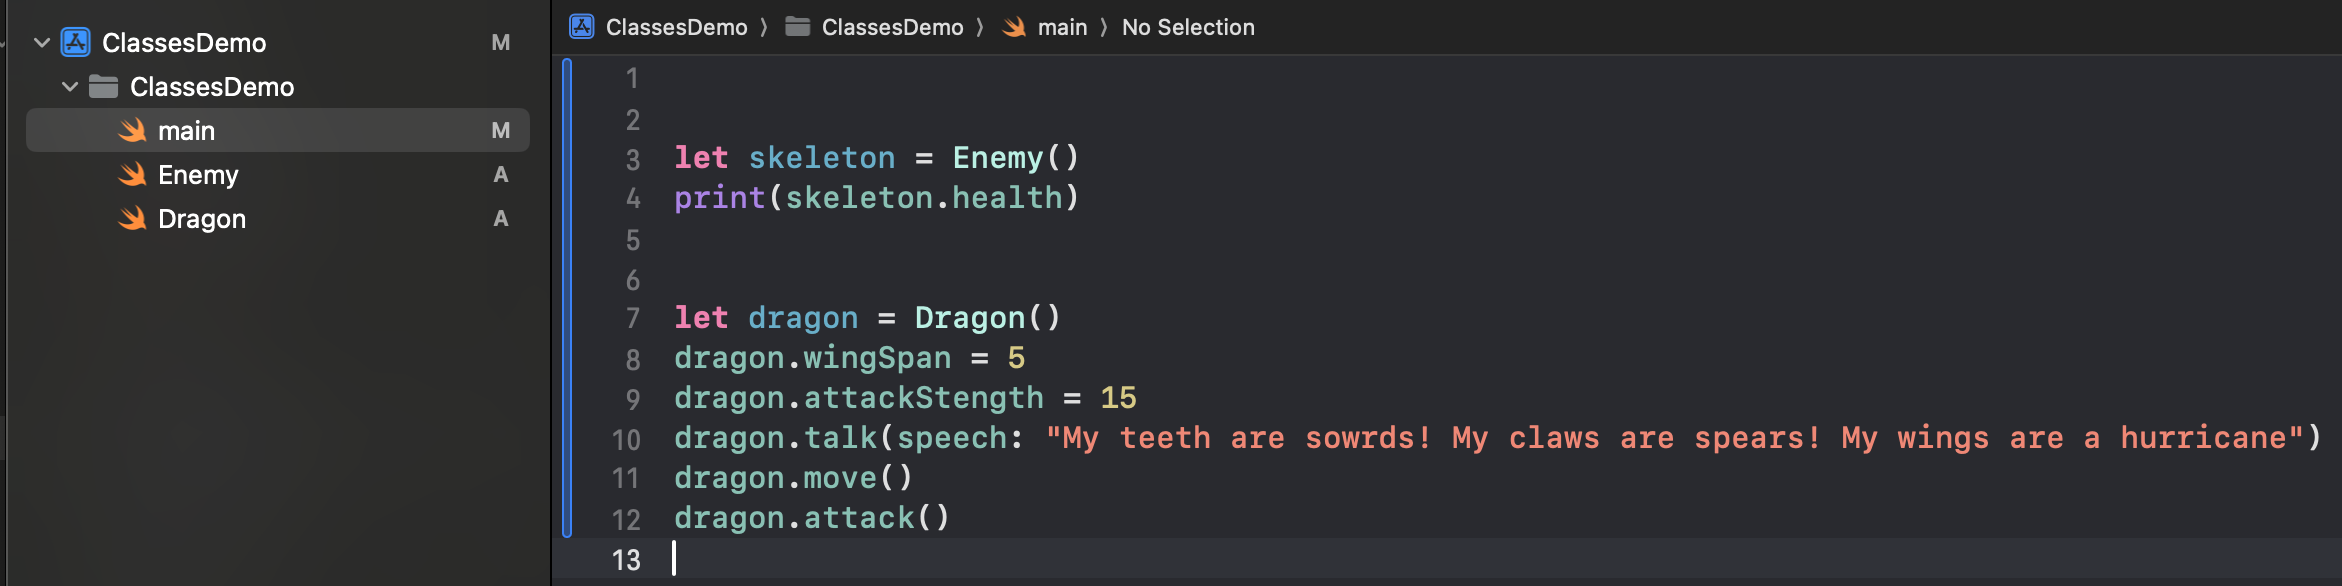 ClassesDemo M
ClassesDemo
main M
Enemy A
Dragon A
ClassesDemo 〉 ClassesDemo 〉 main 〉 No Selection
1
2
3 let skeleton = Enemy()
4 print(skeleton.health)
5
6
7 let dragon = Dragon()
8 dragon.wingSpan = 5
9 dragon.attackStength = 15
10 dragon.talk(speech: "My teeth are sowrds! My claws are spears! My wings are a hurricane")
11 dragon.move()
12 dragon.attack()
13